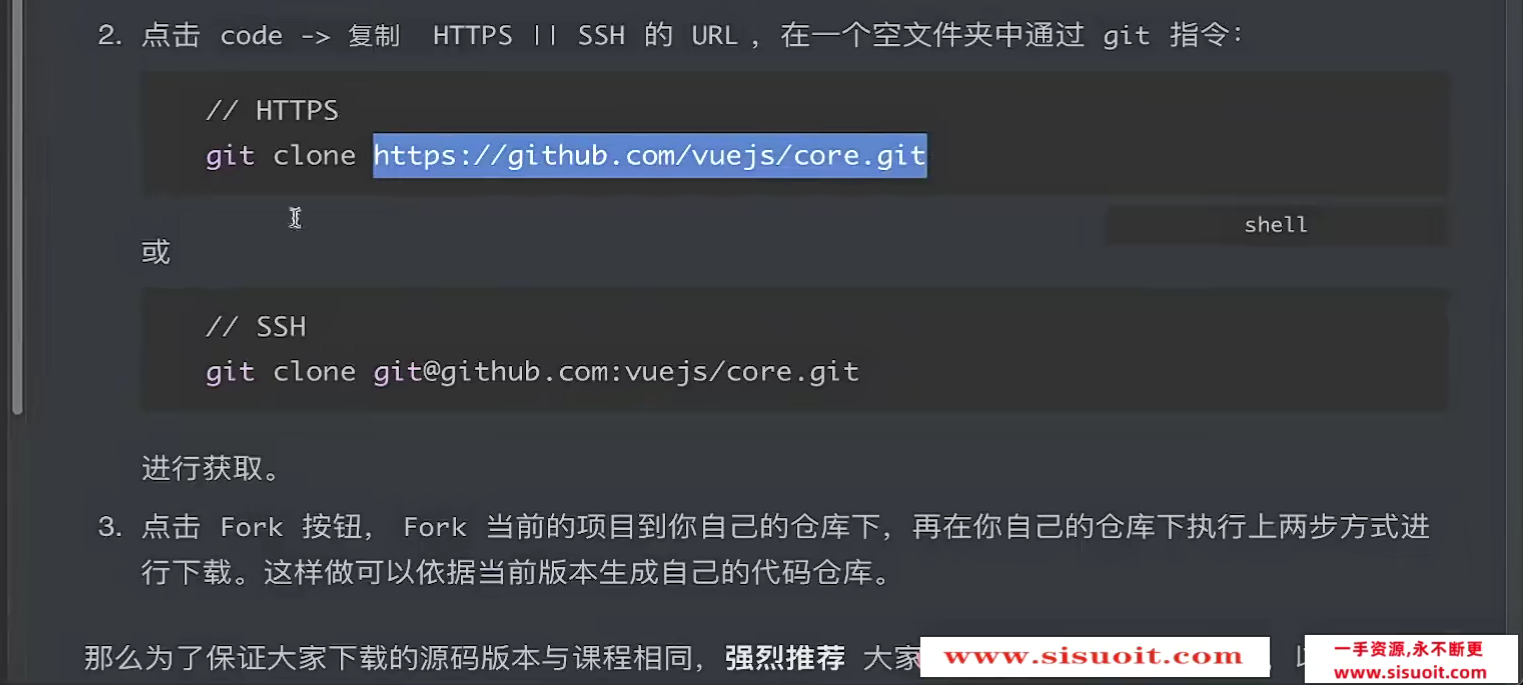 2. 点击 code -> 复制 HTTPS || SSH 的 URL ，在一个空文件夹中通过 git 指令：
// HTTPS
git clone https://github.com/vuejs/core.git
shell
或
// SSH
git clone git@github.com:vuejs/core.git
进行获取。
3. 点击 Fork 按钮， Fork 当前的项目到你自己的仓库下，再在你自己的仓库下执行上两步方式进
行下载。这样做可以依据当前版本生成自己的代码仓库。
那么为了保证大家下载的源码版本与课程相同，强烈推荐 大家
www.sisuoit.com
一手资源,永不断更
www.sisuoit.com